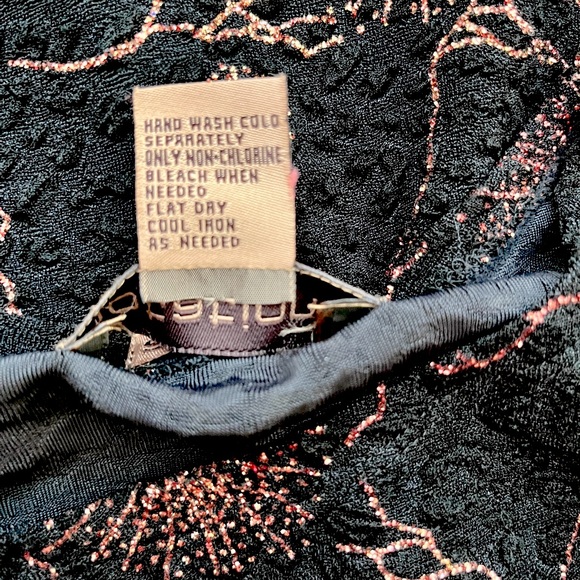 HAND WASH COLD
SEPARATELY
ONLY NON-CHLORINE
BLEACH WHEN
NEEDED
FLAT DRY
COOL IRON
AS NEEDED